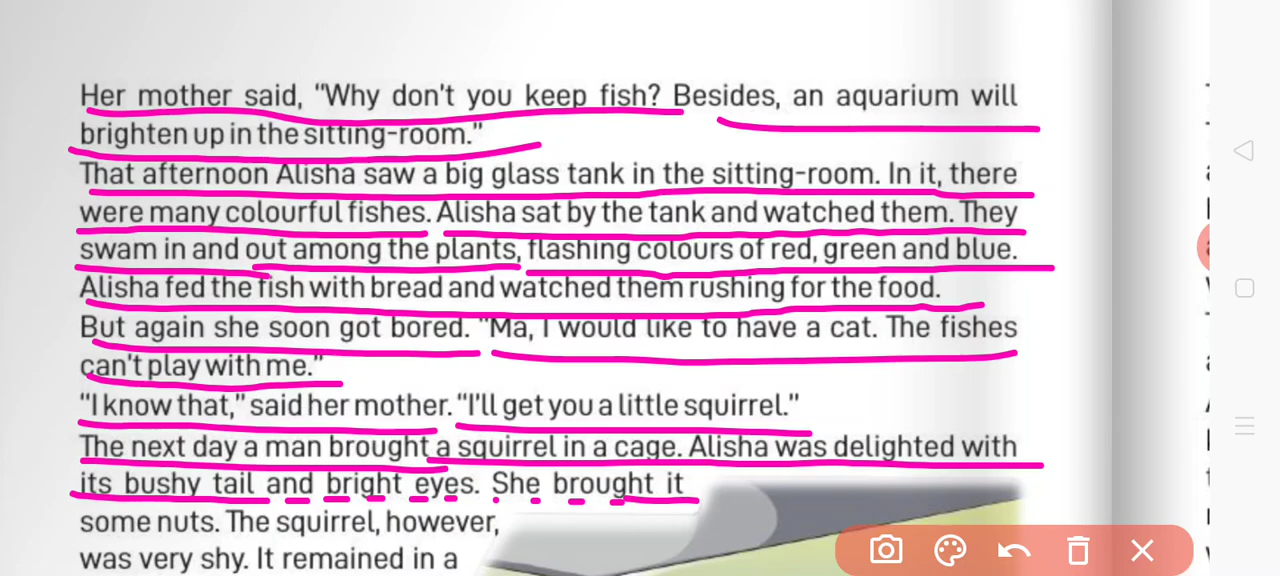 Her mother said, "Why don't you keep fish? Besides, an aquarium will
brighten up in the sitting-room."
That afternoon Alisha saw a big glass tank in the sitting-room. In it, there
were many colourful fishes. Alisha sat by the tank and watched them. They
swam in and out among the plants, flashing colours of red, green and blue.
Alisha fed the fish with bread and watched them rushing for the food.
But again she soon got bored. "Ma, I would like to have a cat. The fishes
can't play with me."
"I know that," said her mother. "I'll get you a little squirrel."
The next day a man brought a squirrel in a cage. Alisha was delighted with
its bushy tail and bright eyes. She brought it
some nuts. The squirrel, however,
was very shy. It remained in a